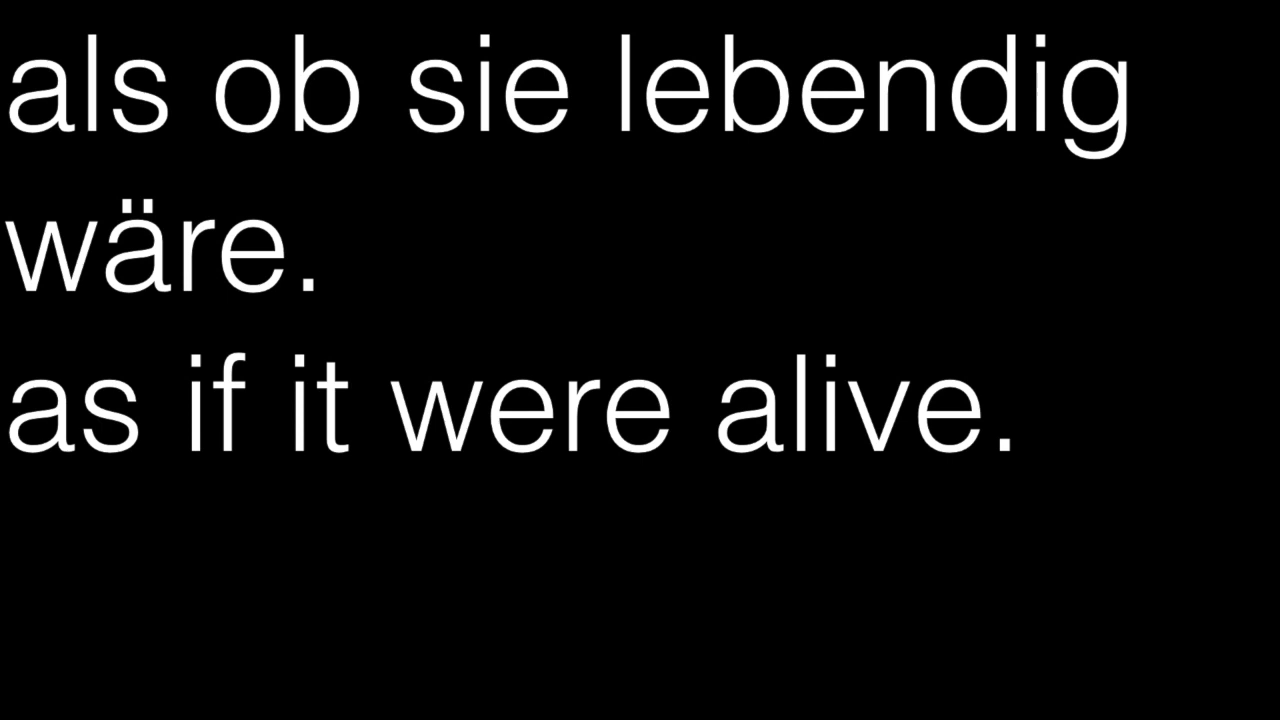 als ob sie lebendig
wäre.
as if it were alive.